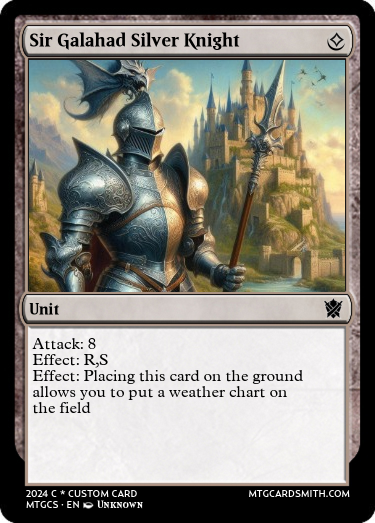 Sir Galahad Silver Knight
Unit
Attack: 8
Effect: R,S
Effect: Placing this card on the ground
allows you to put a weather chart on
the field
2024 C * CUSTOM CARD
MTGCARDSMITH.COM
MTGCS · EN Unknown